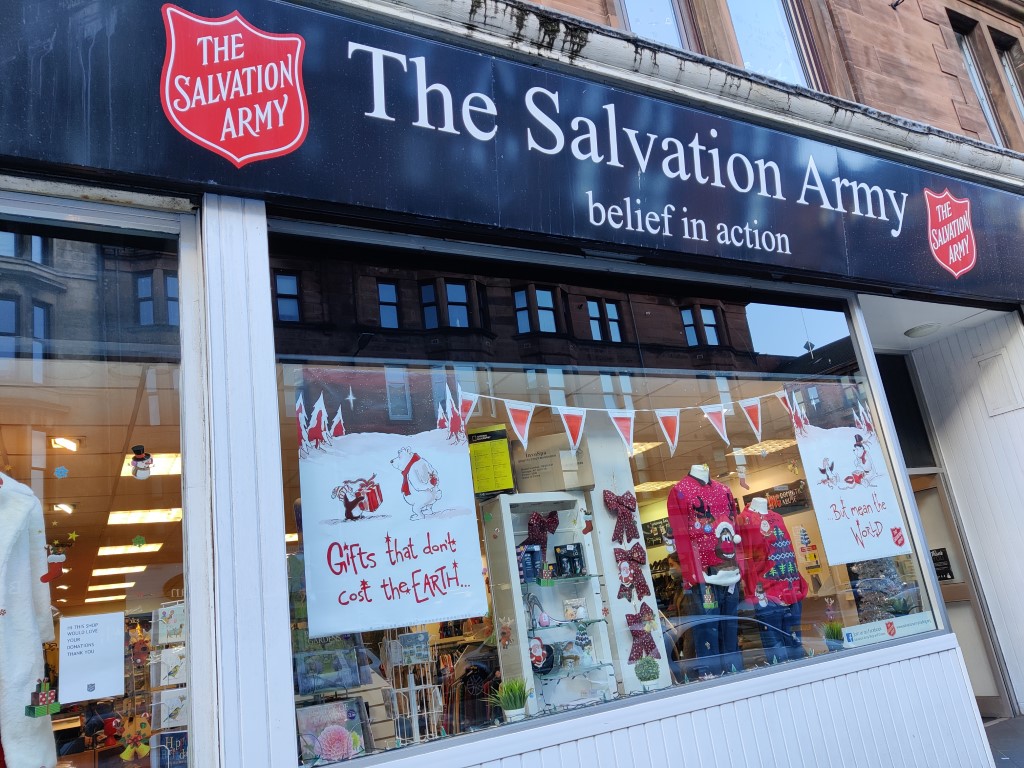 THE
SALVATION
ARMY
The Salvation Army
belief in action
THE
SALVATION
ARMY
Gifts that don't
cost the EARTH...
...But mean the
WORLD
HI THIS SHOP
WOULD LOVE
YOUR
DONATIONS
THANK YOU